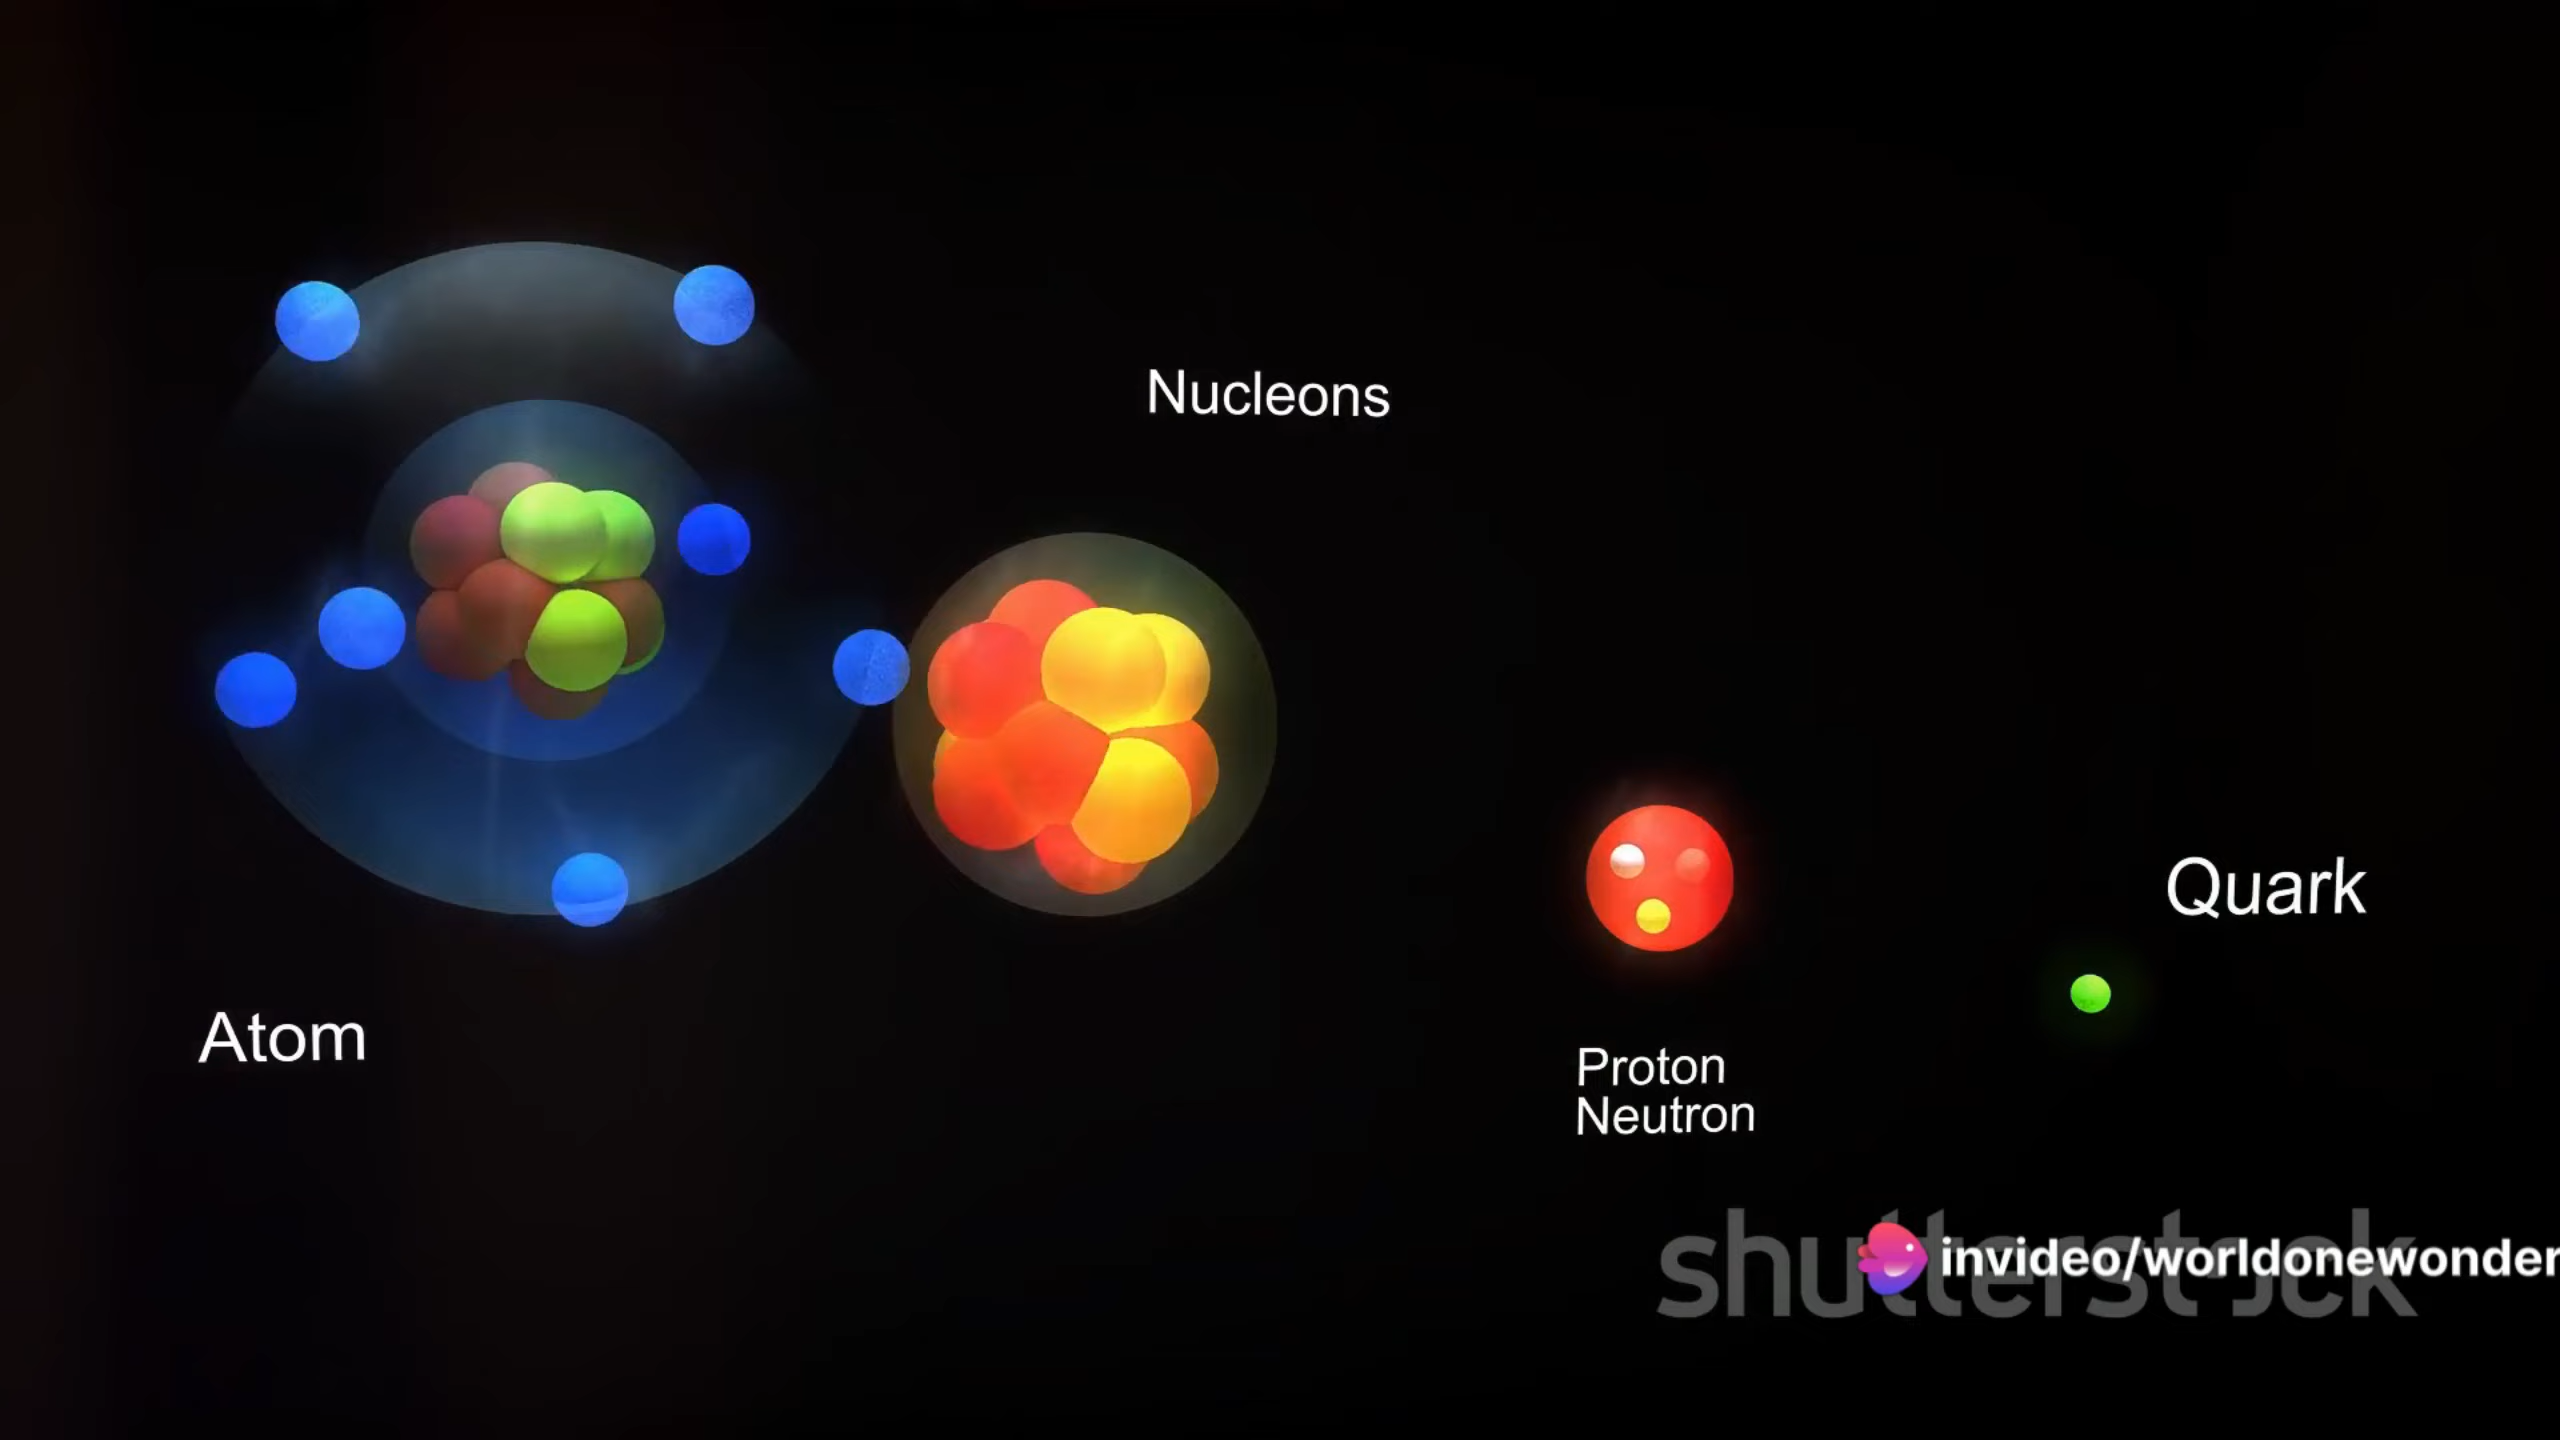 Nucleons
Quark
Atom
Proton
Neutron
shutterstock
invideo/worldonewonder